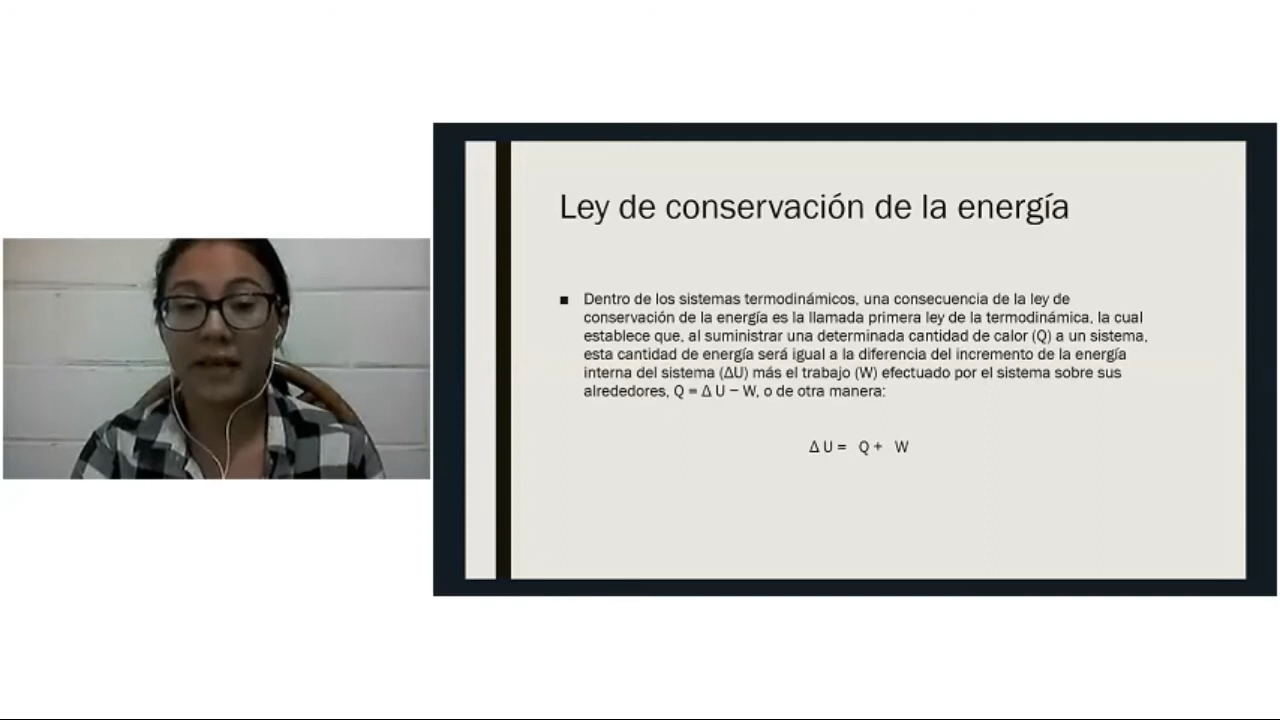 Ley de conservación de la energía
■ Dentro de los sistemas termodinámicos, una consecuencia de la ley de
conservación de la energía es la llamada primera ley de la termodinámica, la cual
establece que, al suministrar una determinada cantidad de calor (Q) a un sistema,
esta cantidad de energía será igual a la diferencia del incremento de la energía
interna del sistema (ΔU) más el trabajo (W) efectuado por el sistema sobre sus
alrededores, Q = Δ U − W, o de otra manera:
Δ U = Q + W